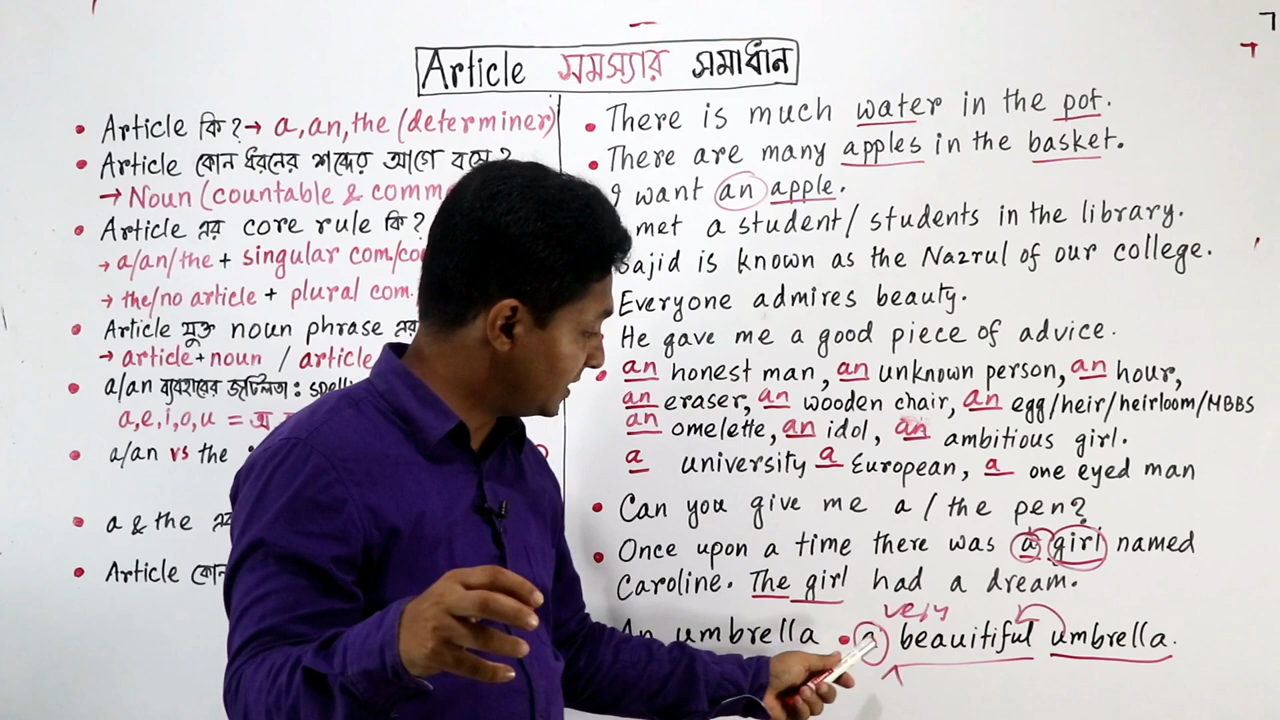 Article সমস্যার সমাধান
• Article কি? → a, an, the (determiner)
• Article কোন ধরনের শব্দের আগে বসে?
→ Noun (countable & comm
• Article এর core rule কি?
→ a/an/the + singular com./co
→ the/no article + plural com.
• Article যুক্ত noun phrase এর
→ article+noun / article
• a/an ব্যবহারের জটিলতা: spell
a,e,i,o,u = অ
• a/an vs the
• a & the এর
• Article কোন
• There is much water in the pot.
• There are many apples in the basket.
I want an apple.
met a student/ students in the library.
Sajid is known as the Nazrul of our college.
Everyone admires beauty.
He gave me a good piece of advice.
• an honest man, an unknown person, an hour,
an eraser, an wooden chair, an egg/heir/heirloom/MBBS
an omelette, an idol, an ambitious girl.
a university a European, a one eyed man
• Can you give me a / the pen?
• Once upon a time there was a girl named
Caroline. The girl had a dream.
very
An umbrella • a beauitiful umbrella.